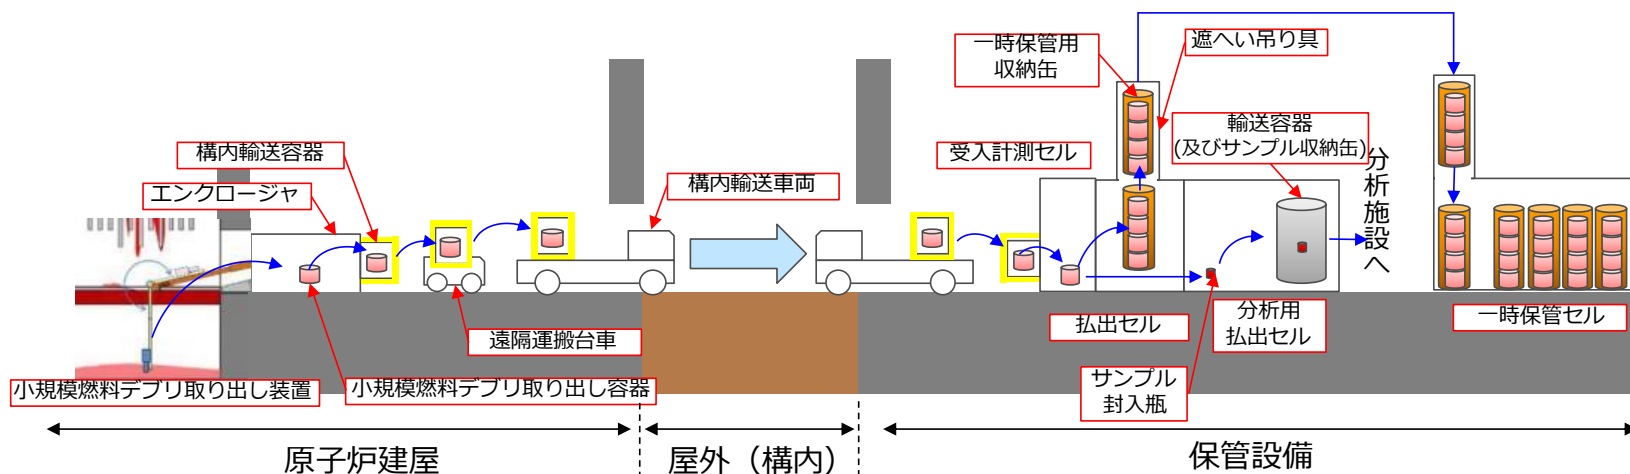 一時保管用
収納缶
遮へい吊り具
輸送容器
(及びサンプル収納缶)
分析施設へ
構内輸送容器
エンクロージャ
構内輸送車両
受入計測セル
遠隔運搬台車
払出セル
分析用
払出セル
一時保管セル
小規模燃料デブリ取り出し装置
小規模燃料デブリ取り出し容器
サンプル
封入瓶
原子炉建屋
屋外（構内）
保管設備